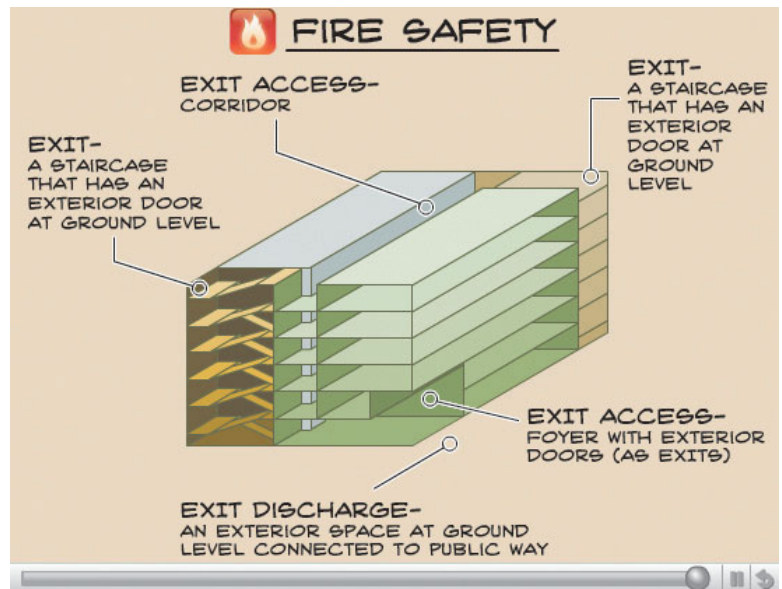 FIRE SAFETY
EXIT ACCESS-
CORRIDOR
EXIT-
A STAIRCASE
THAT HAS AN
EXTERIOR
DOOR AT
GROUND
LEVEL
EXIT-
A STAIRCASE
THAT HAS AN
EXTERIOR DOOR
AT GROUND LEVEL
EXIT ACCESS-
FOYER WITH EXTERIOR
DOORS (AS EXITS)
EXIT DISCHARGE-
AN EXTERIOR SPACE AT GROUND
LEVEL CONNECTED TO PUBLIC WAY